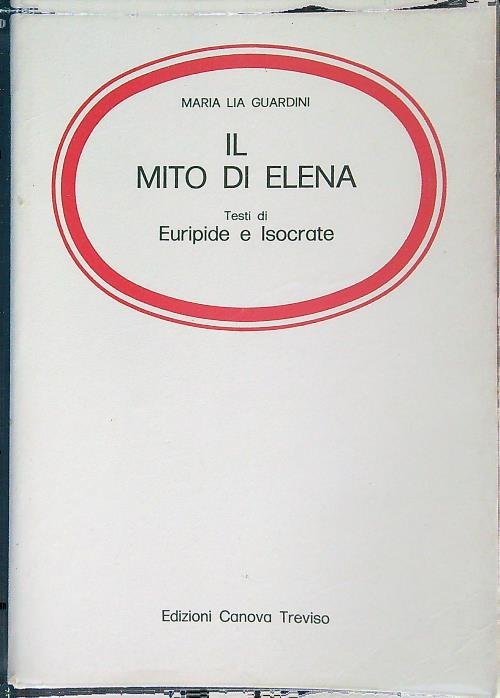 MARIA LIA GUARDINI
IL
MITO DI ELENA
Testi di
Euripide e Isocrate
Edizioni Canova Treviso